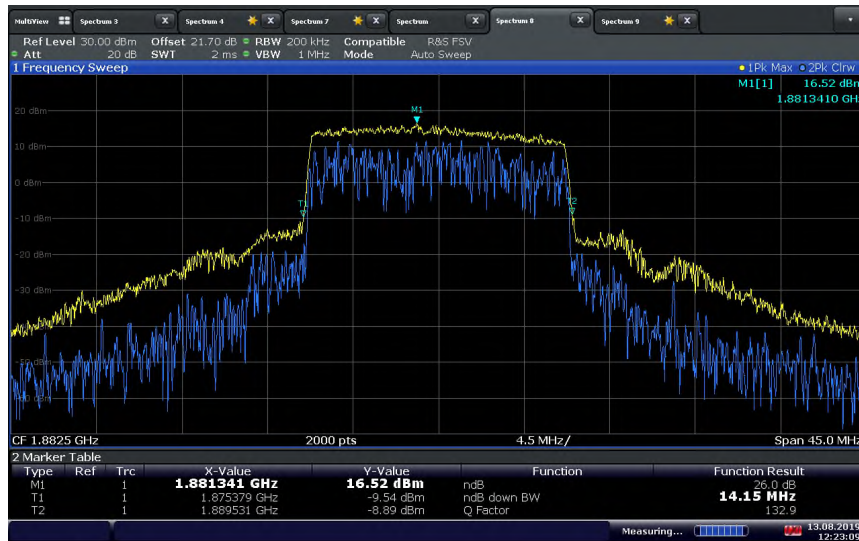 MultiView Spectrum 3 X Spectrum 4 X Spectrum 7 X Spectrum X Spectrum 8 X Spectrum 9 X
Ref Level 30.00 dBm Offset 21.70 dB RBW 200 kHz Compatible R&S FSV
Att 20 dB SWT 2 ms VBW 1 MHz Mode Auto Sweep
1 Frequency Sweep 1Pk Max 2Pk Clrw
M1[1] 16.52 dBm
1.8813410 GHz
M1
20 dBm
10 dBm
0 dBm
T1 T2
-10 dBm
-20 dBm
-30 dBm
CF 1.8825 GHz 2000 pts 4.5 MHz/ Span 45.0 MHz
2 Marker Table
Type Ref Trc X-Value Y-Value Function Function Result
M1 1 1.881341 GHz 16.52 dBm ndB 26.0 dB
T1 1 1.875379 GHz -9.54 dBm ndB down BW 14.15 MHz
T2 1 1.889531 GHz -8.89 dBm Q Factor 132.9
Measuring... 13.08.2019
12:23:09